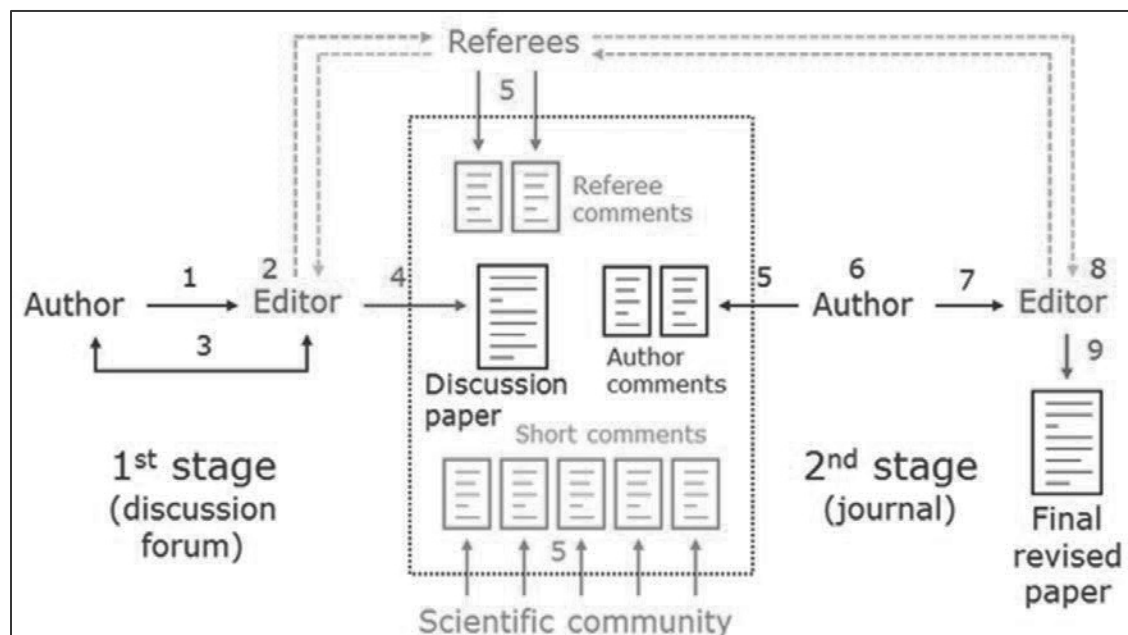 Referees
5
Referee
comments
1
2
4
5
6
7
8
Author
Editor
Author
Editor
3
9
Discussion
paper
Author
comments
Short comments
1st stage
(discussion
forum)
2nd stage
(journal)
Final
revised
paper
5
Scientific community